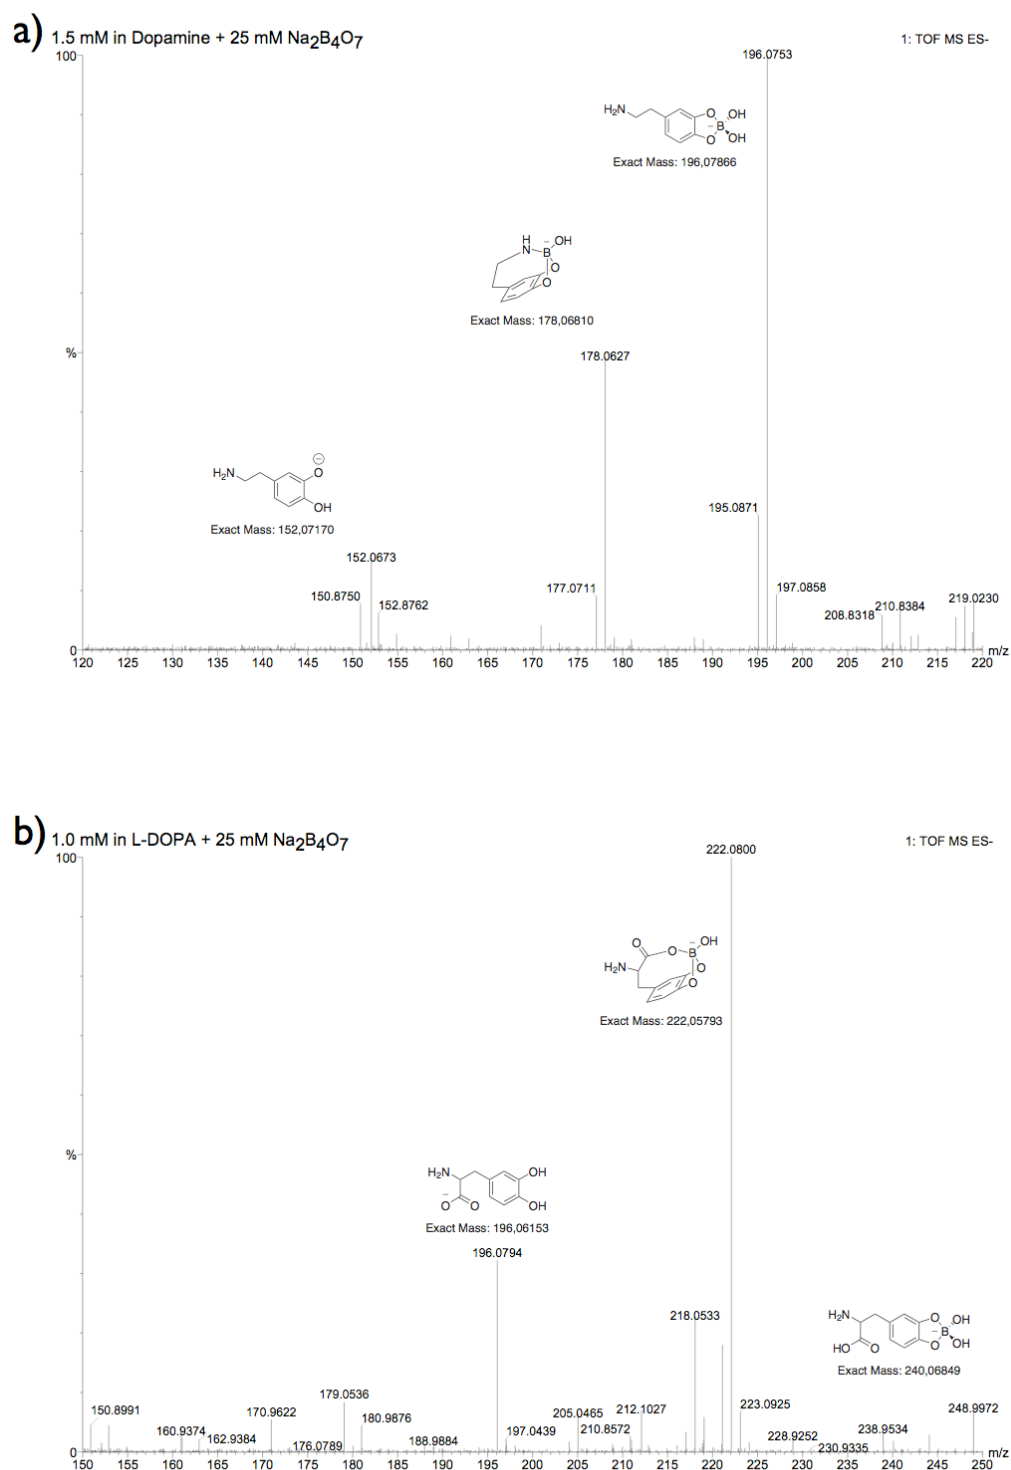 a) 1.5 mM in Dopamine + 25 mM Na2B4O7
1: TOF MS ES-
100
196.0753
H2N
O
OH
B
−
O
OH
Exact Mass: 196,07866
H
N
−
B
OH
O
O
Exact Mass: 178,06810
%
178.0627
H2N
−
O
OH
Exact Mass: 152,07170
195.0871
152.0673
150.8750
152.8762
177.0711
197.0858
208.8318
210.8384
219.0230
0
120 125 130 135 140 145 150 155 160 165 170 175 180 185 190 195 200 205 210 215 220 m/z
b) 1.0 mM in L-DOPA + 25 mM Na2B4O7
1: TOF MS ES-
100
222.0800
O
O
−
B
OH
H2N
O
O
Exact Mass: 222,05793
%
H2N
OH
−
O
O
OH
Exact Mass: 196,06153
196.0794
218.0533
H2N
O
OH
−
B
HO
O
O
OH
Exact Mass: 240,06849
150.8991
160.9374
162.9384
170.9622
176.0789
179.0536
180.9876
188.9884
197.0439
205.0465
210.8572
212.1027
223.0925
228.9252
230.9335
238.9534
248.9972
0
150 155 160 165 170 175 180 185 190 195 200 205 210 215 220 225 230 235 240 245 250 m/z